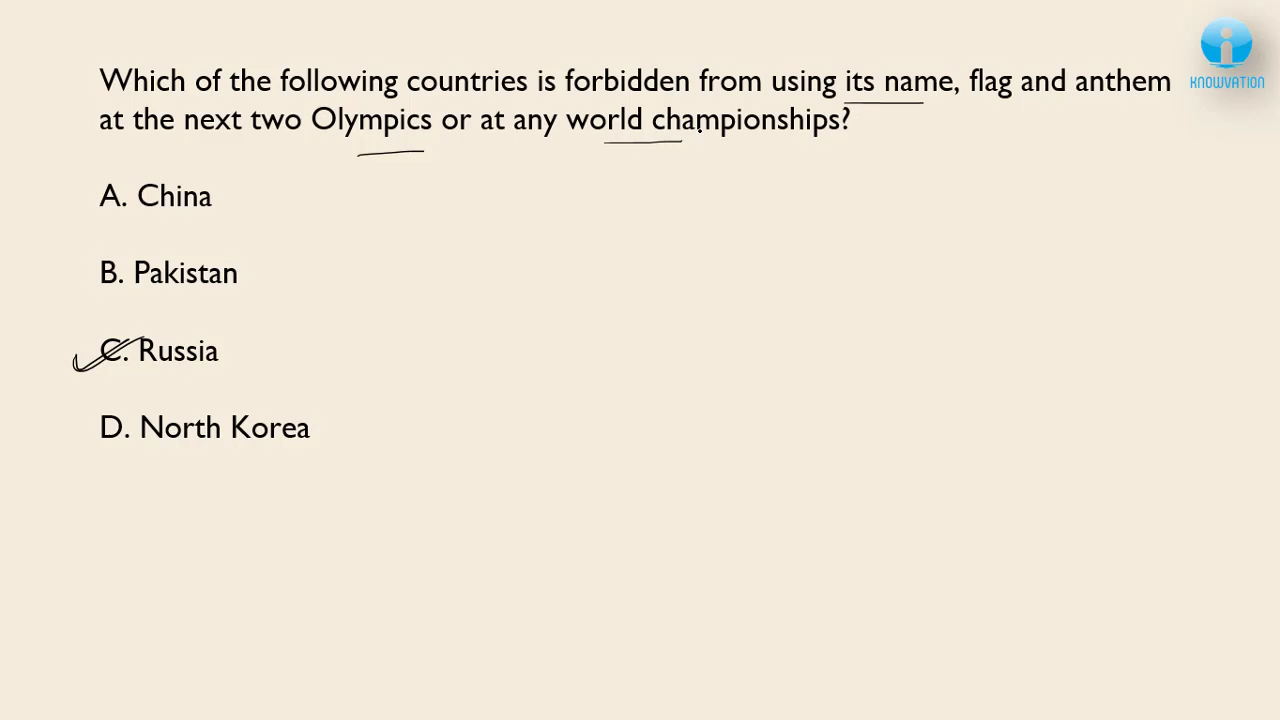 KNOWVATION
Which of the following countries is forbidden from using its name, flag and anthem
at the next two Olympics or at any world championships?
A. China
B. Pakistan
C. Russia
D. North Korea